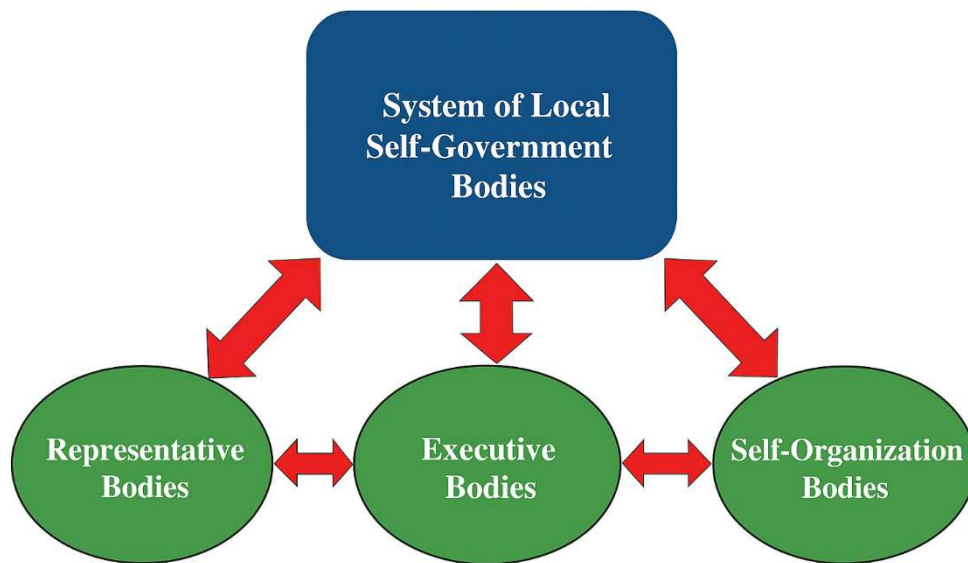 System of Local
Self-Government
Bodies
Representative
Bodies
Executive
Bodies
Self-Organization
Bodies